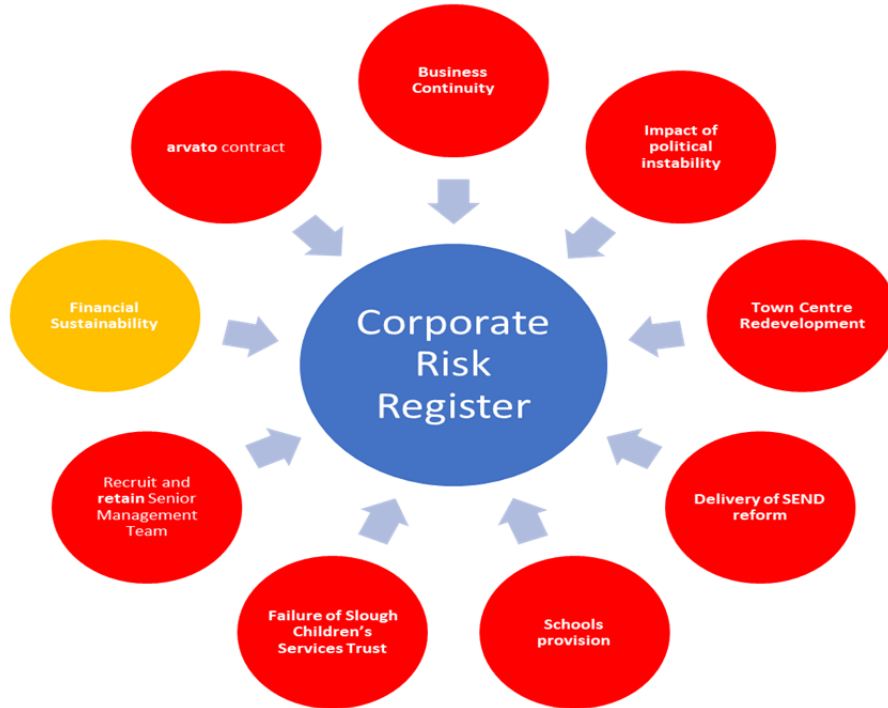 Business
Continuity
Impact of
political
instability
Town Centre
Redevelopment
Delivery of SEND
reform
Schools
provision
Failure of Slough
Children's
Services Trust
Recruit and
retain Senior
Management
Team
Financial
Sustainability
arvato contract
Corporate
Risk
Register